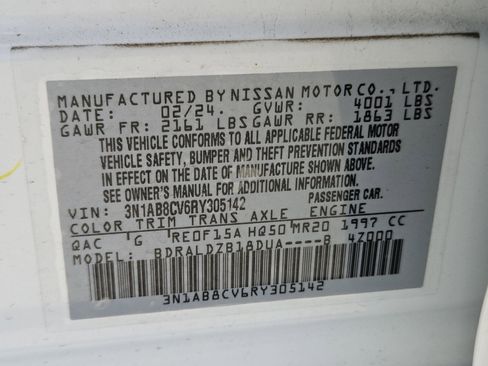 MANUFACTURED BY NISSAN MOTOR CO., LTD.
DATE: 02/24. GVWR: 4001 LBS
GAWR FR: 2161 LBS GAWR RR: 1863 LBS
THIS VEHICLE CONFORMS TO ALL APPLICABLE FEDERAL MOTOR
VEHICLE SAFETY, BUMPER AND THEFT PREVENTION STANDARDS
IN EFFECT ON THE DATE OF MANUFACTURE SHOWN ABOVE.
SEE OWNER'S MANUAL FOR ADDITIONAL INFORMATION.
VIN: 3N1AB8CV6RY305142 PASSENGER CAR.
COLOR TRIM TRANS AXLE ENGINE
QAC G RE0F15A HQ50 MR20 1997 CC
MODEL: BDRALDZB18DUA----B 4Z000
3N1AB8CV6RY305142